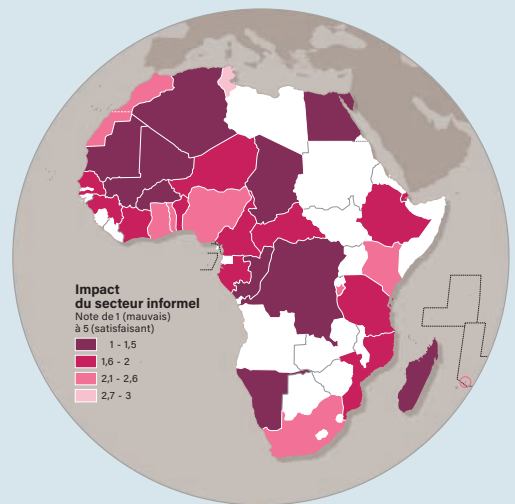 Impact
du secteur informel
Note de 1 (mauvais)
à 5 (satisfaisant)
1 - 1,5
1,6 - 2
2,1 - 2,6
2,7 - 3